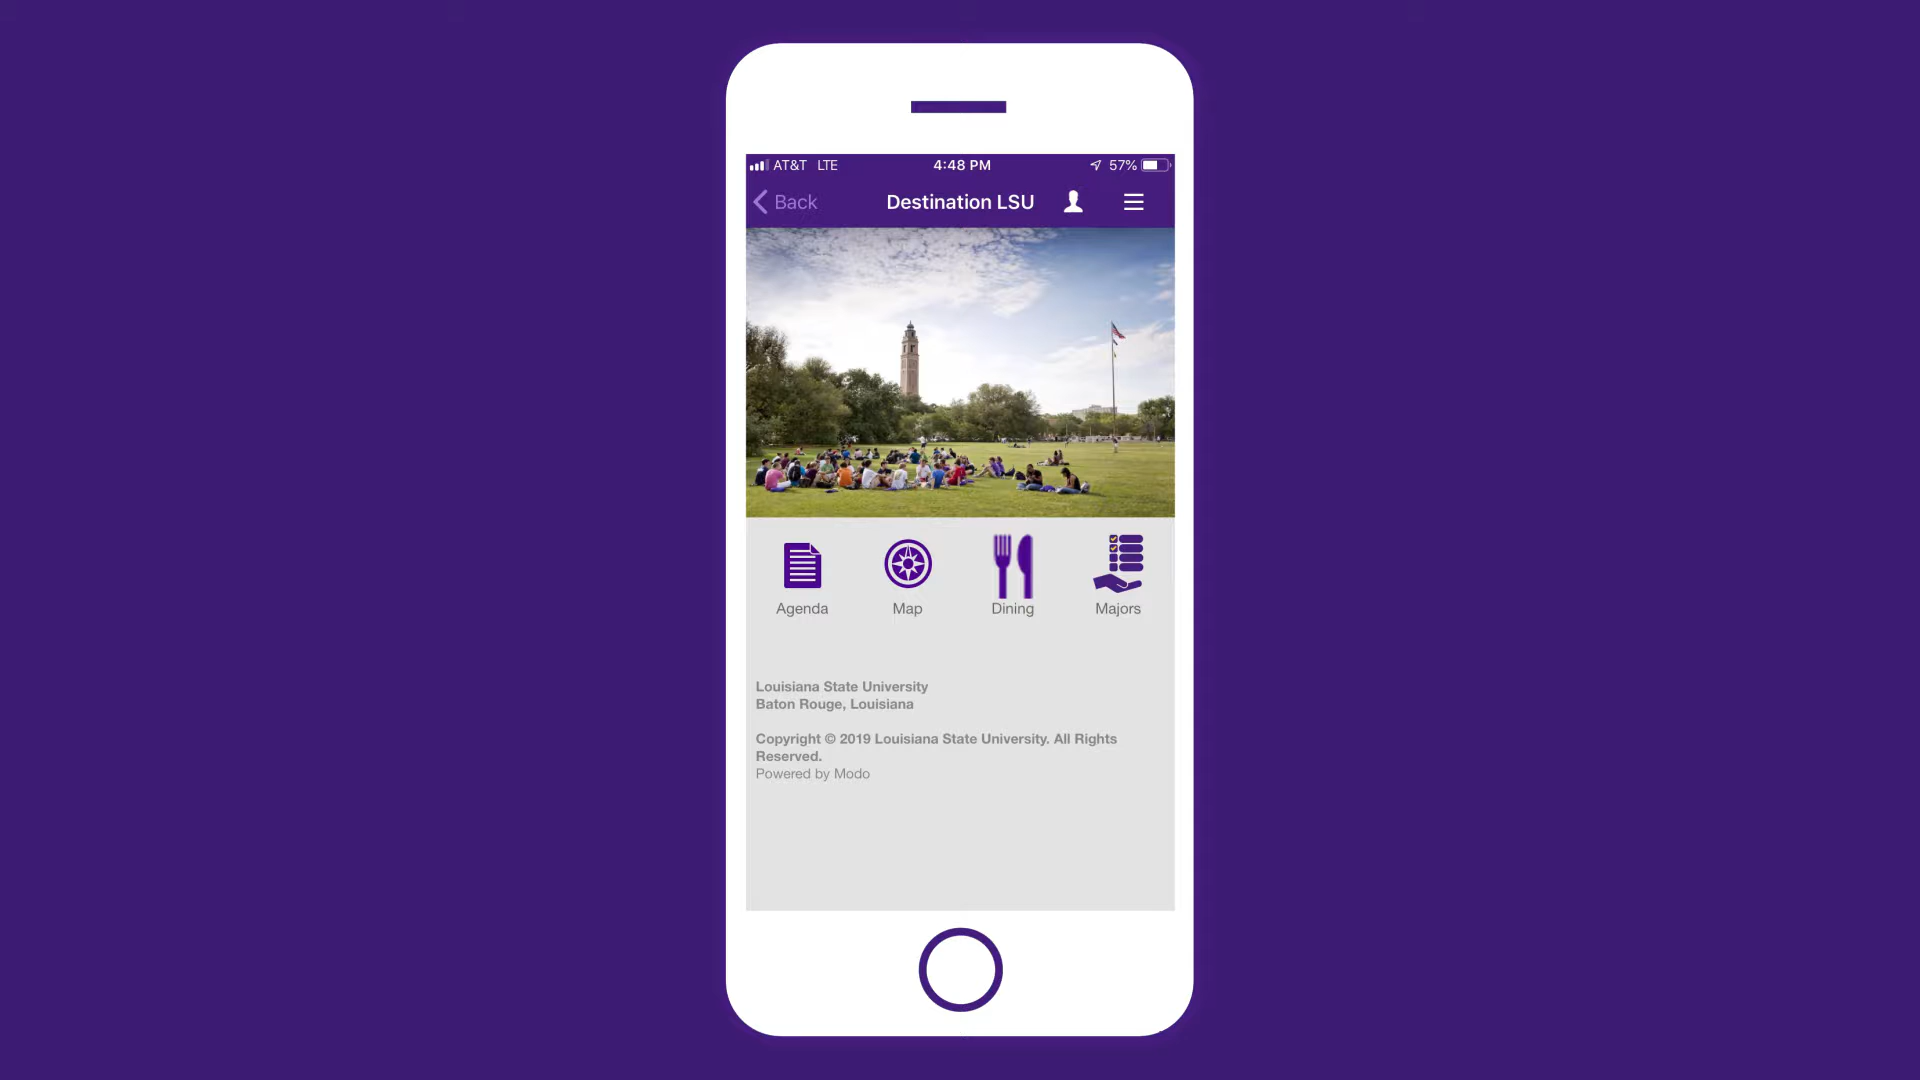 AT&T LTE 4:48 PM 57%
Back Destination LSU
Agenda Map Dining Majors
Louisiana State University
Baton Rouge, Louisiana
Copyright © 2019 Louisiana State University. All Rights
Reserved.
Powered by Modo